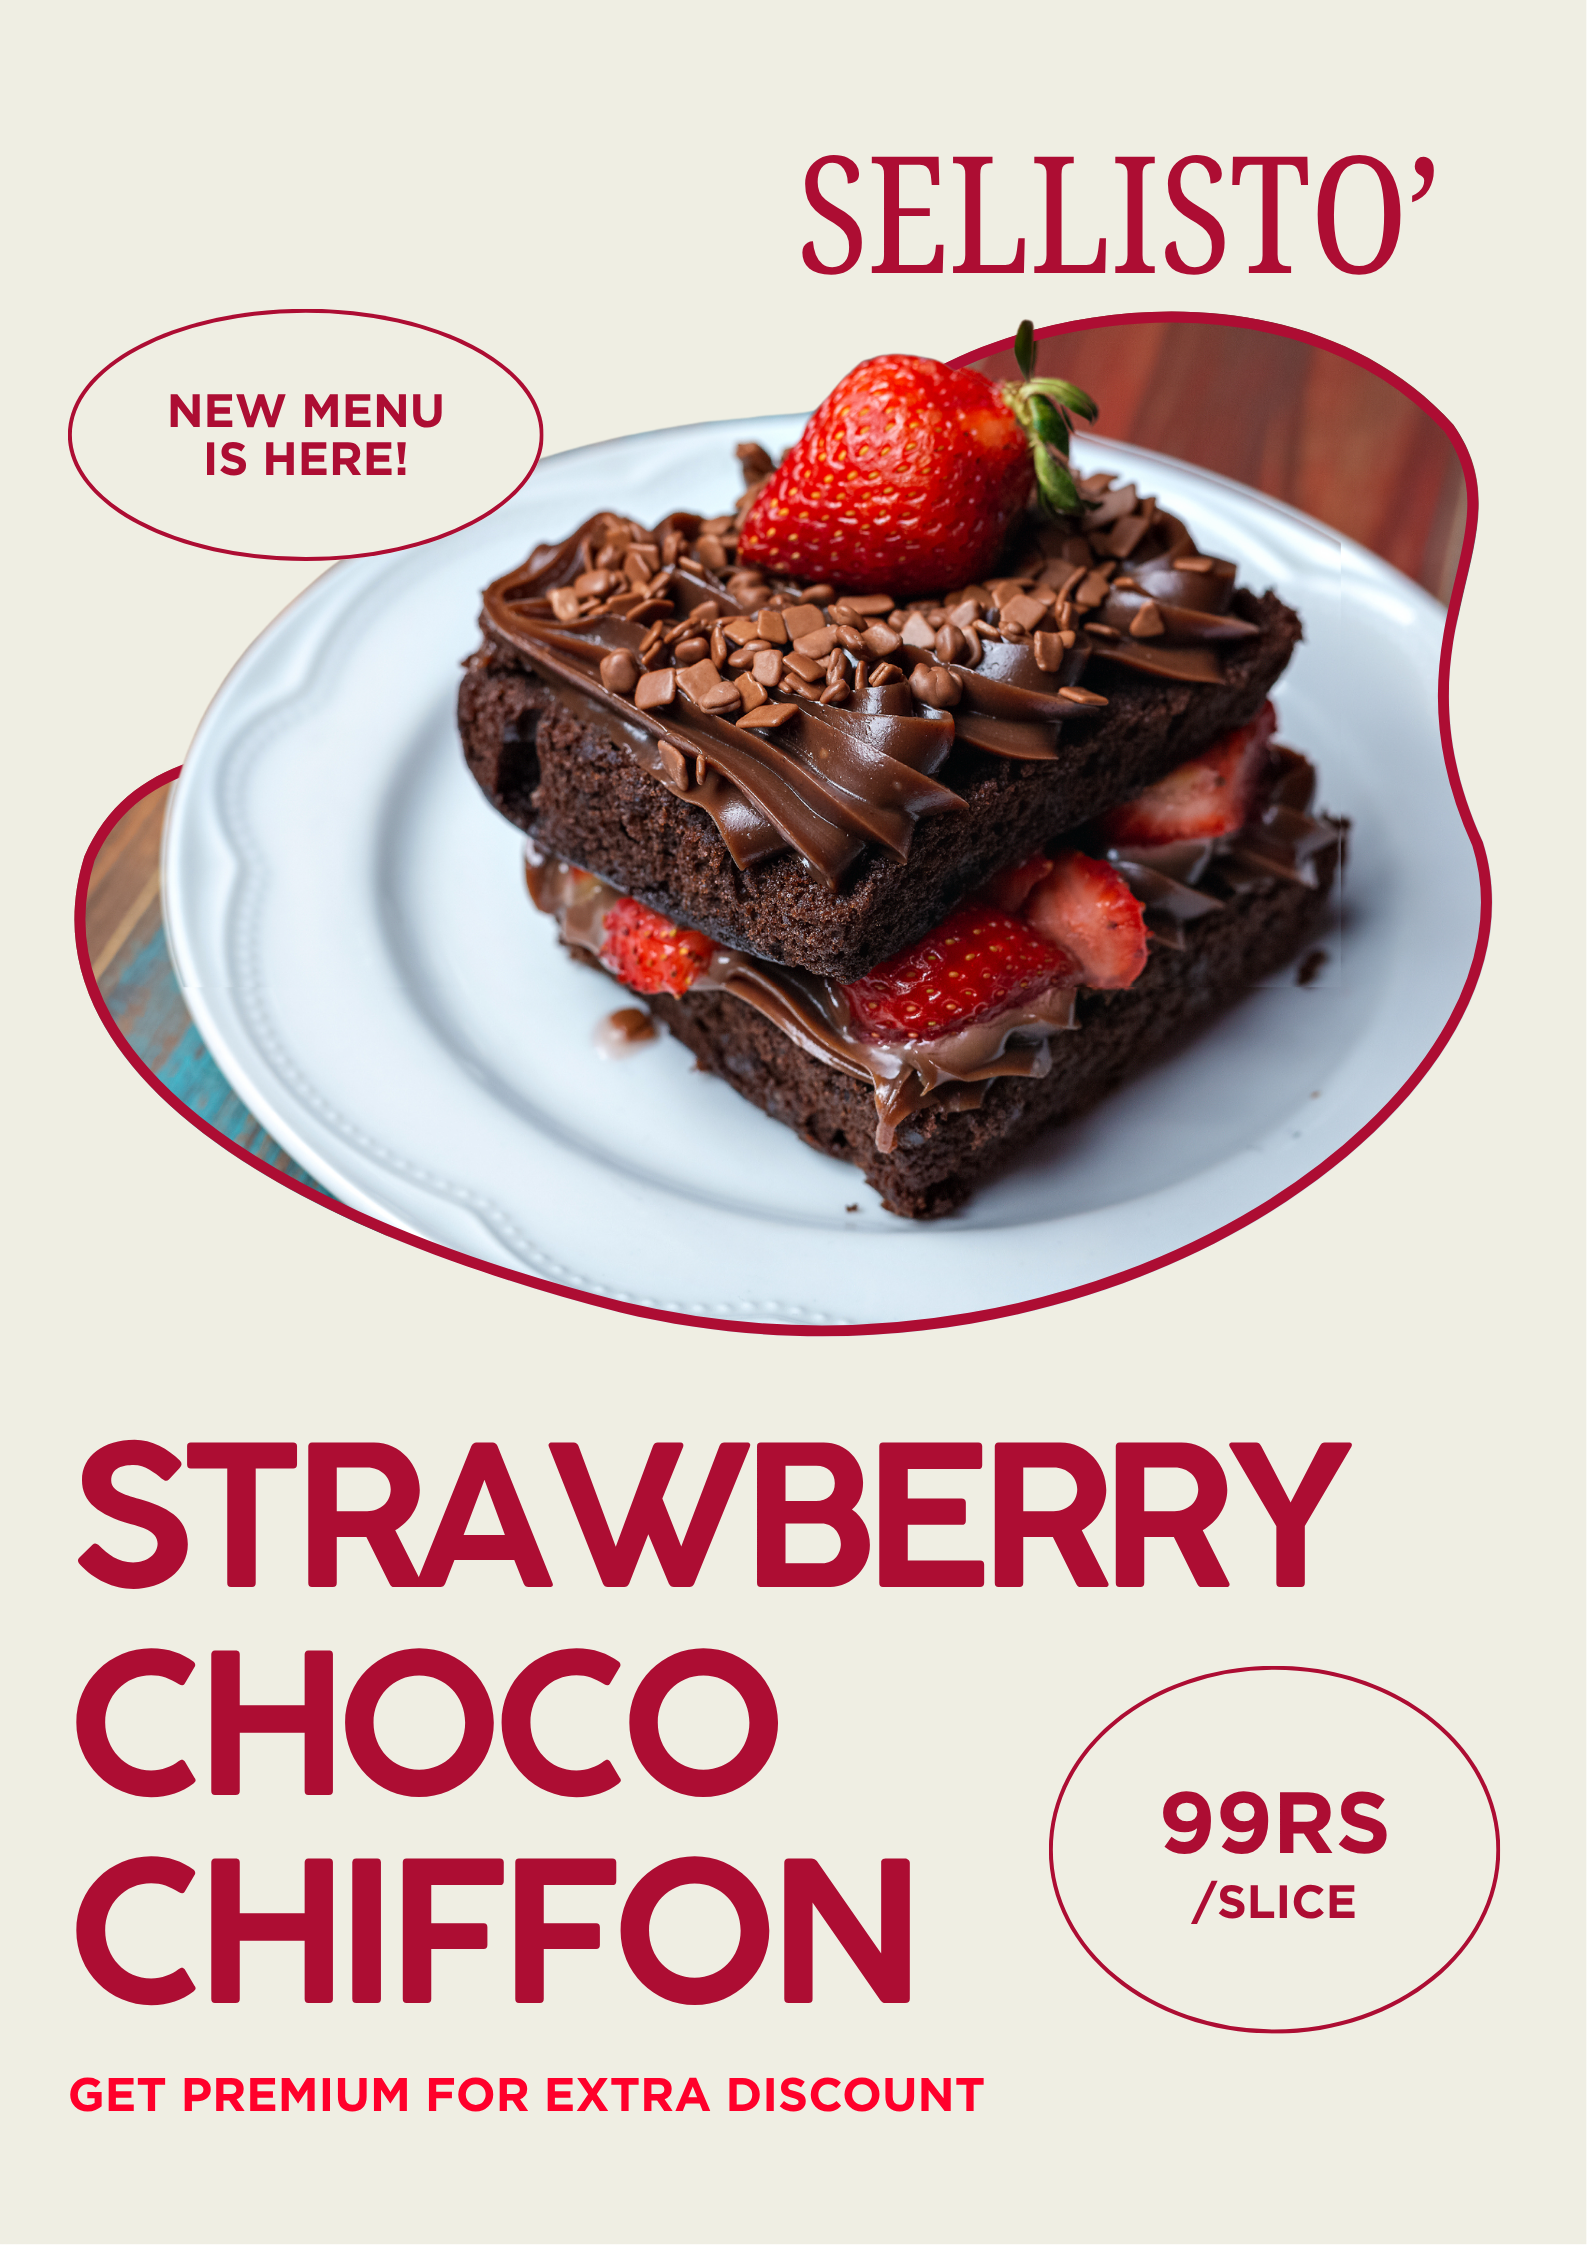 SELLISTO’
NEW MENU
IS HERE!
STRAWBERRY
CHOCO
CHIFFON
99RS
/SLICE
GET PREMIUM FOR EXTRA DISCOUNT